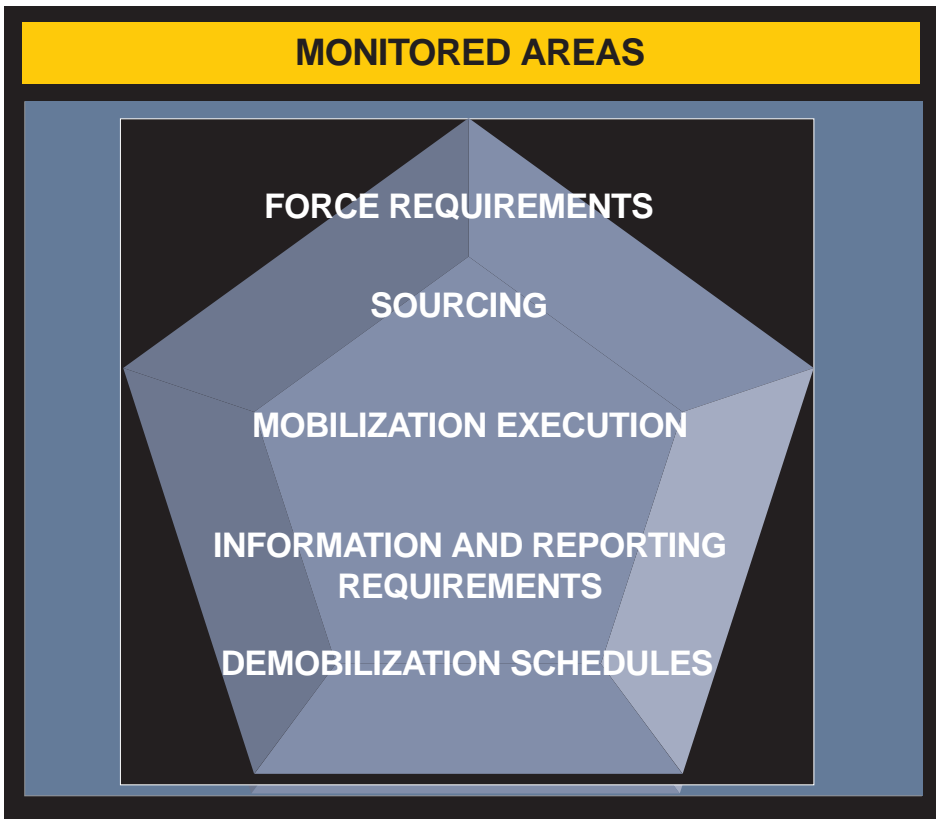 MONITORED AREAS
FORCE REQUIREMENTS
SOURCING
MOBILIZATION EXECUTION
INFORMATION AND REPORTING
REQUIREMENTS
DEMOBILIZATION SCHEDULES